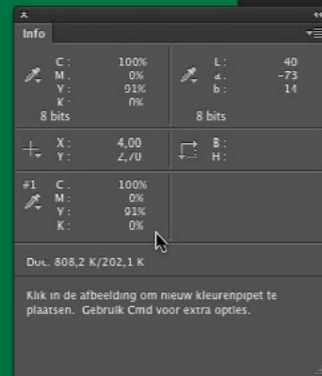 Info
C: 100%
M: 0%
Y: 91%
K: 0%
8 bits
L: 40
a: -73
b: 14
8 bits
X: 4,00
Y: 2,70
B:
H:
#1 C: 100%
M: 0%
Y: 91%
K: 0%
Doc: 808,2 K/202,1 K
Klik in de afbeelding om nieuw kleurenpipet te
plaatsen. Gebruik Cmd voor extra opties.